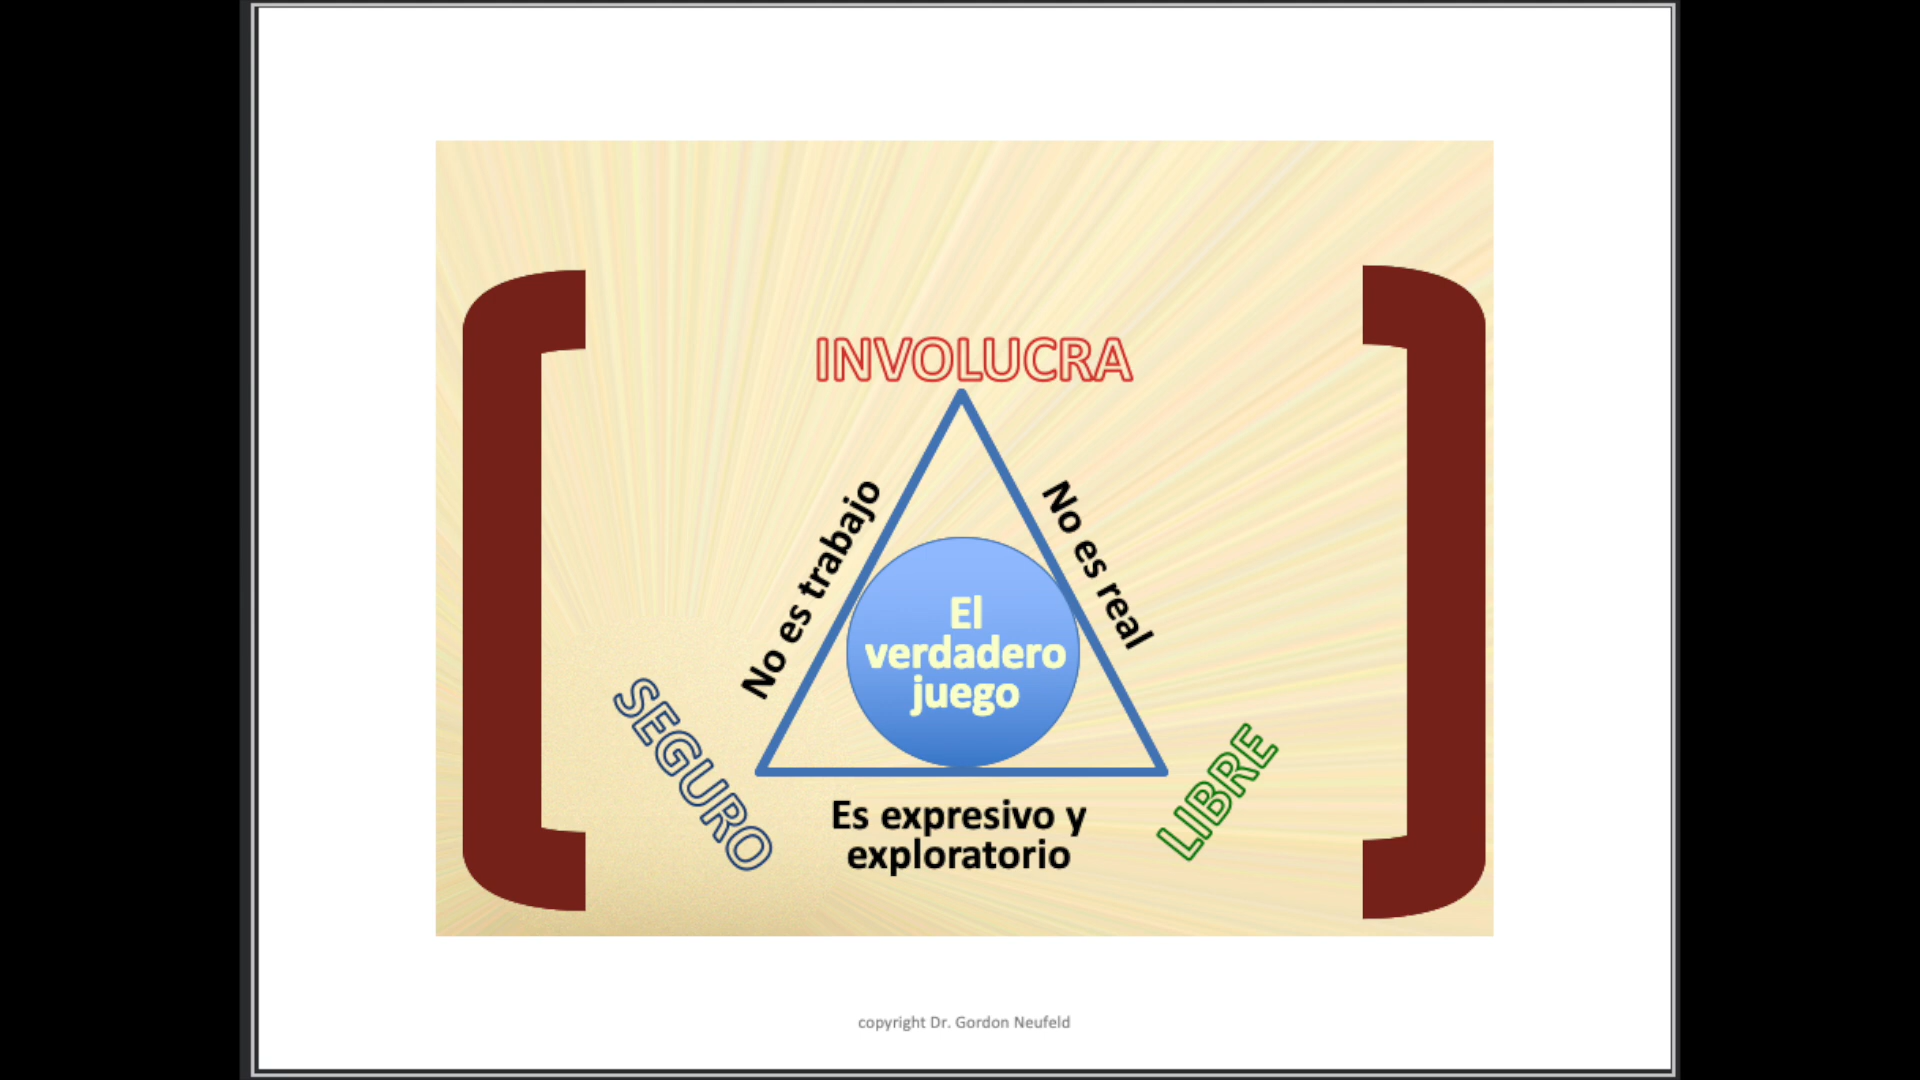 INVOLUCRA
No es trabajo
No es real
El
verdadero
juego
SEGURO
LIBRE
Es expresivo y
exploratorio
copyright Dr. Gordon Neufeld